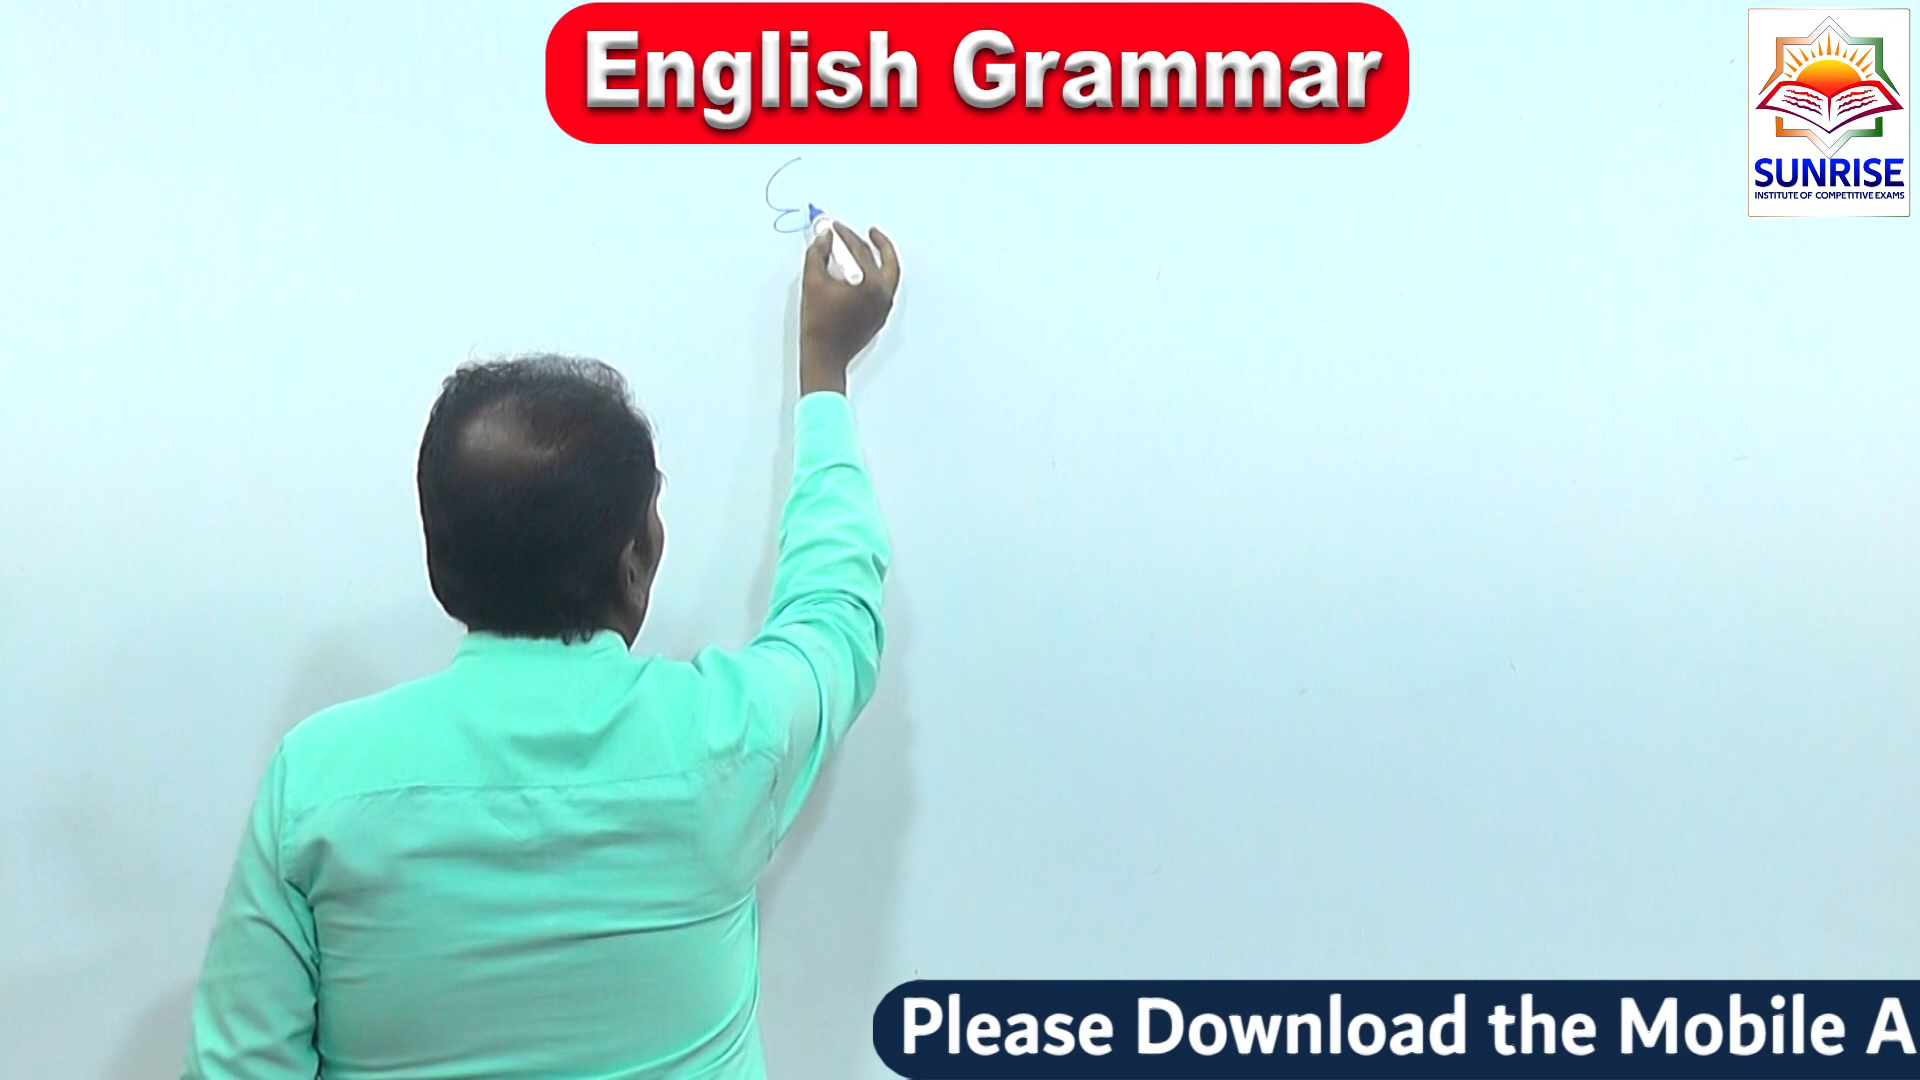 English Grammar
SUNRISE
INSTITUTE OF COMPETITIVE EXAMS
Please Download the Mobile A